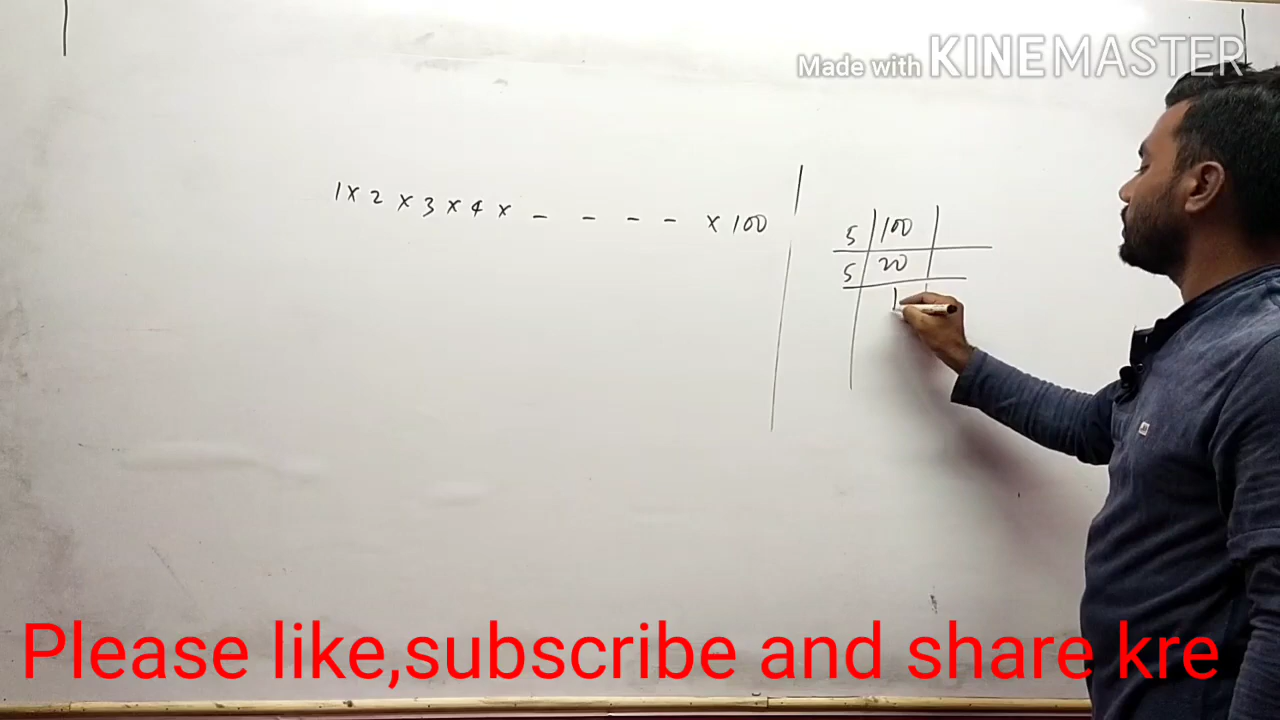 Made with KINEMASTER
1 x 2 x 3 x 4 x - - - - x 100
5 | 100
5 | 20
1
Please like,subscribe and share kre